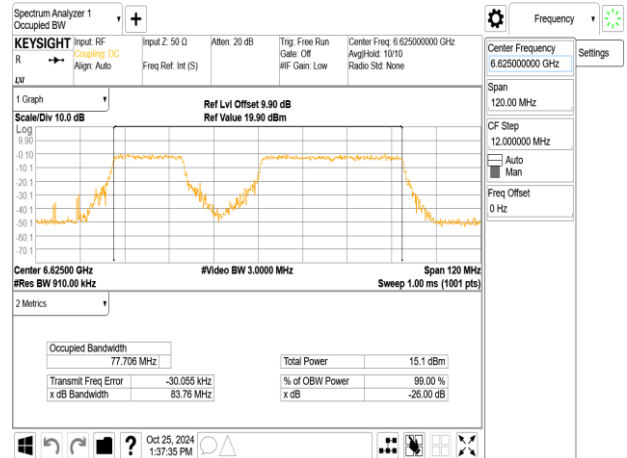 Spectrum Analyzer 1
Occupied BW
Frequency
KEYSIGHT
R
LXI
Input: RF
Coupling: DC
Align: Auto
Input Z: 50 Ω
Freq Ref: Int (S)
Atten: 20 dB
Trig: Free Run
Gate: Off
#IF Gain: Low
Center Freq: 6.625000000 GHz
Avg|Hold: 10/10
Radio Std: None
Center Frequency
6.625000000 GHz
Settings
Span
120.00 MHz
CF Step
12.000000 MHz
Auto
Man
Freq Offset
0 Hz
1 Graph
Scale/Div 10.0 dB
Ref Lvl Offset 9.90 dB
Ref Value 19.90 dBm
Log
9.90
-0.10
-10.1
-20.1
-30.1
-40.1
-50.1
-60.1
-70.1
Center 6.62500 GHz
#Video BW 3.0000 MHz
Span 120 MHz
#Res BW 910.00 kHz
Sweep 1.00 ms (1001 pts)
2 Metrics
Occupied Bandwidth
77.706 MHz
Total Power 15.1 dBm
Transmit Freq Error -30.055 kHz
% of OBW Power 99.00 %
x dB Bandwidth 83.76 MHz
x dB -26.00 dB
?
Oct 25, 2024
1:37:35 PM